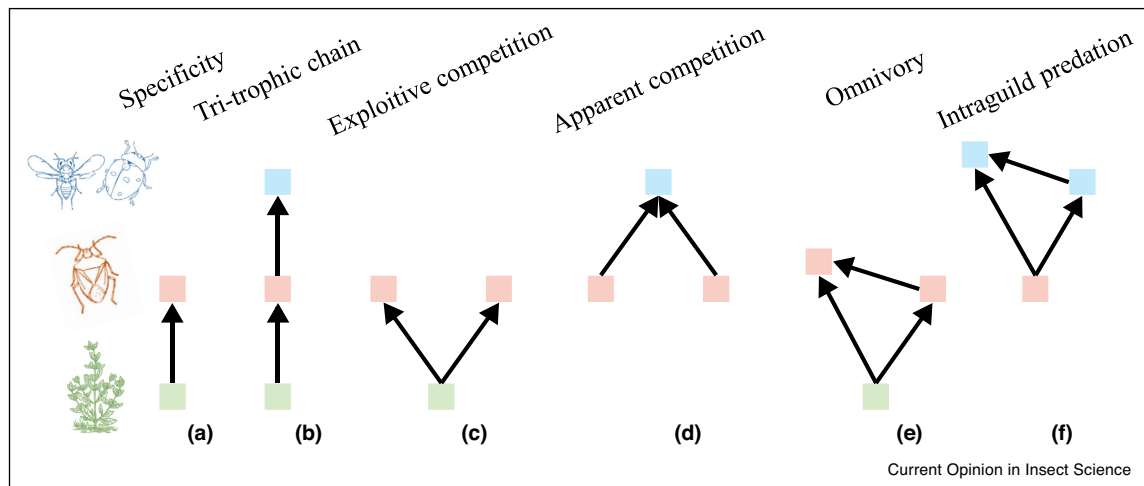 Specificity
Tri-trophic chain
Exploitive competition
Apparent competition
Omnivory
Intraguild predation
(a)
(b)
(c)
(d)
(e)
(f)
Current Opinion in Insect Science